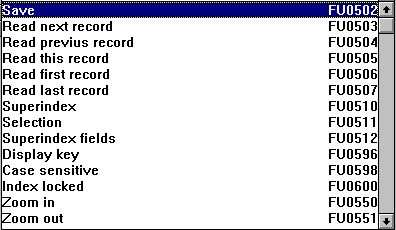 Save FU0502
Read next record FU0503
Read previus record FU0504
Read this record FU0505
Read first record FU0506
Read last record FU0507
Superindex FU0510
Selection FU0511
Superindex fields FU0512
Display key FU0596
Case sensitive FU0598
Index locked FU0600
Zoom in FU0550
Zoom out FU0551